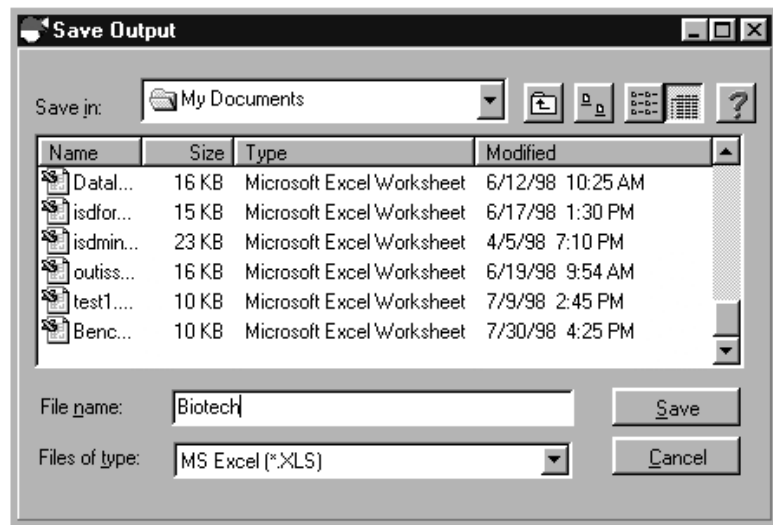 Save Output
Save in: My Documents
Name Size Type Modified
Datal... 16 KB Microsoft Excel Worksheet 6/12/98 10:25 AM
isdfor... 15 KB Microsoft Excel Worksheet 6/17/98 1:30 PM
isdmin... 23 KB Microsoft Excel Worksheet 4/5/98 7:10 PM
outiss... 16 KB Microsoft Excel Worksheet 6/19/98 9:54 AM
test1.... 10 KB Microsoft Excel Worksheet 7/9/98 2:45 PM
Benc... 10 KB Microsoft Excel Worksheet 7/30/98 4:25 PM
File name: Biotech Save
Files of type: MS Excel (*.XLS) Cancel